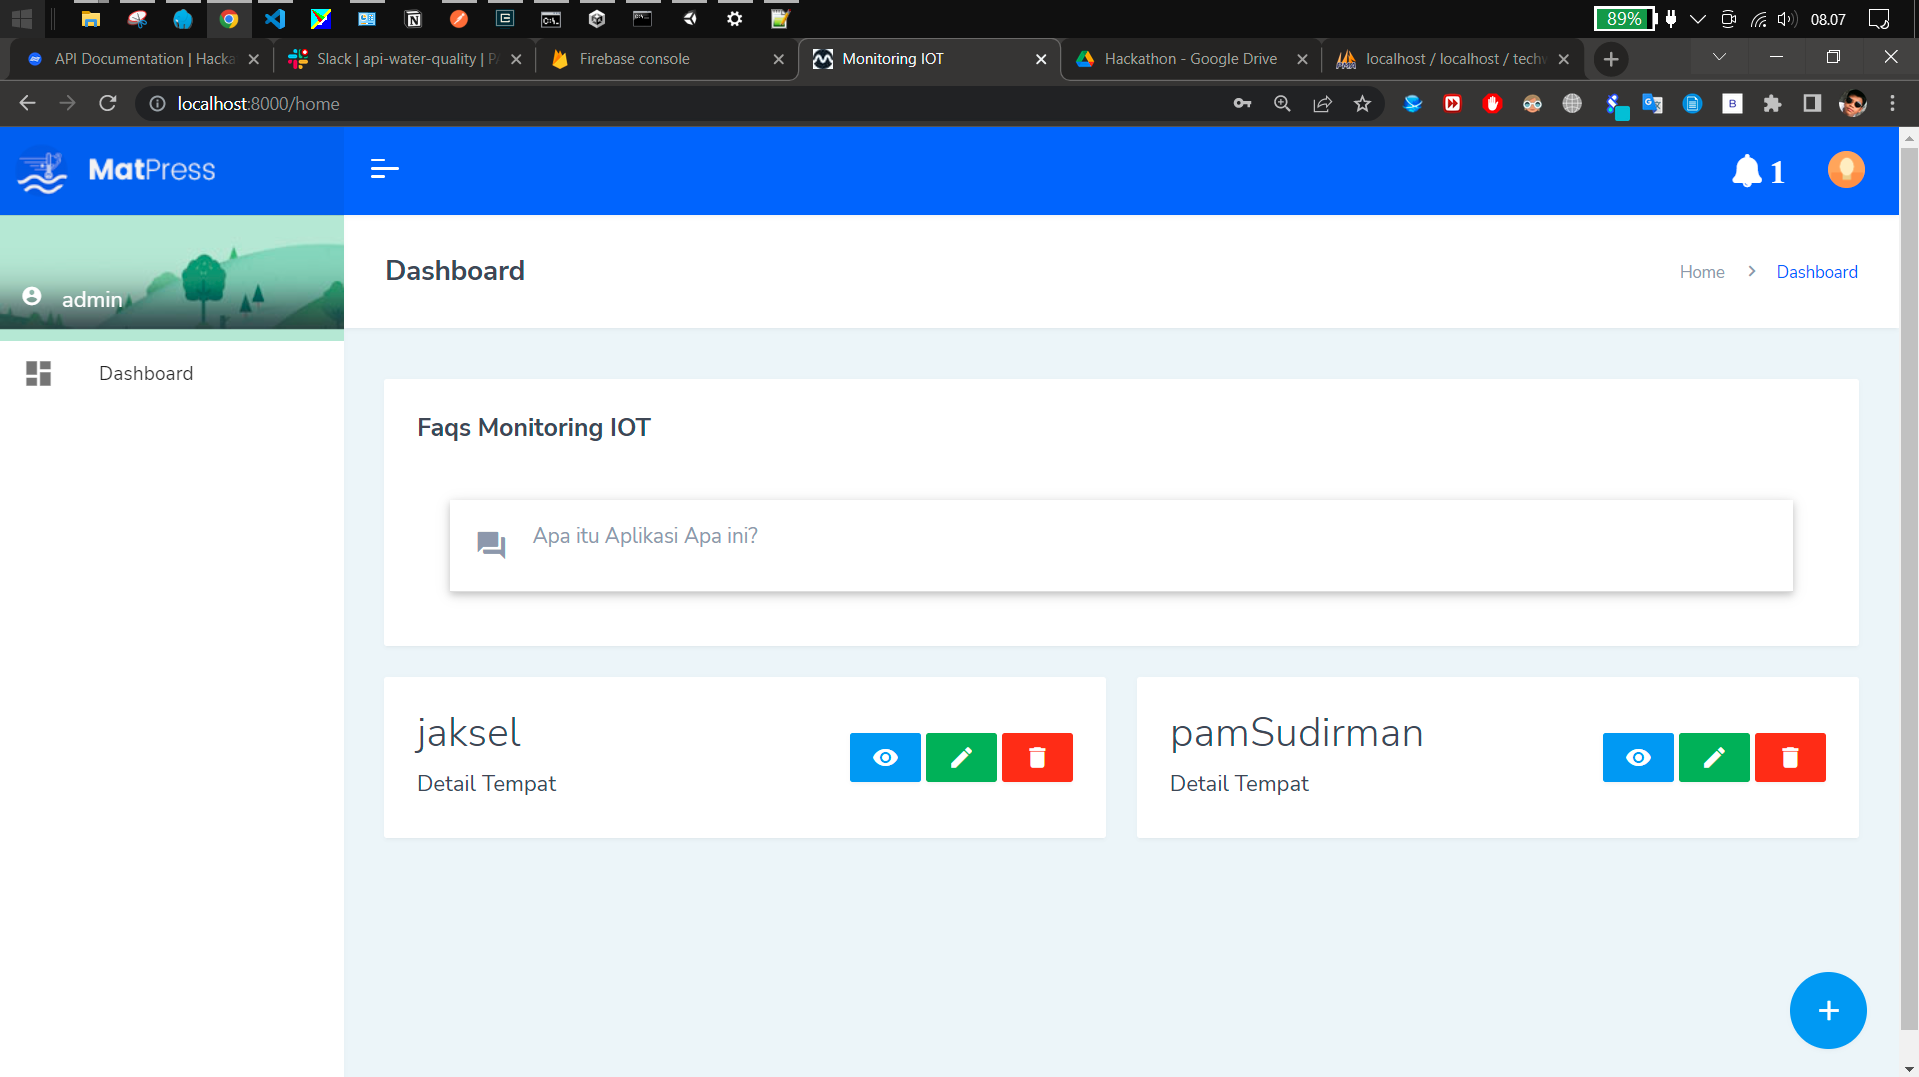 89%
08.07
API Documentation | Hacka
Slack | api-water-quality | P
Firebase console
Monitoring IOT
Hackathon - Google Drive
localhost / localhost / techv
localhost:8000/home
MatPress
1
admin
Dashboard
Home > Dashboard
Dashboard
Faqs Monitoring IOT
Apa itu Aplikasi Apa ini?
jaksel
Detail Tempat
pamSudirman
Detail Tempat